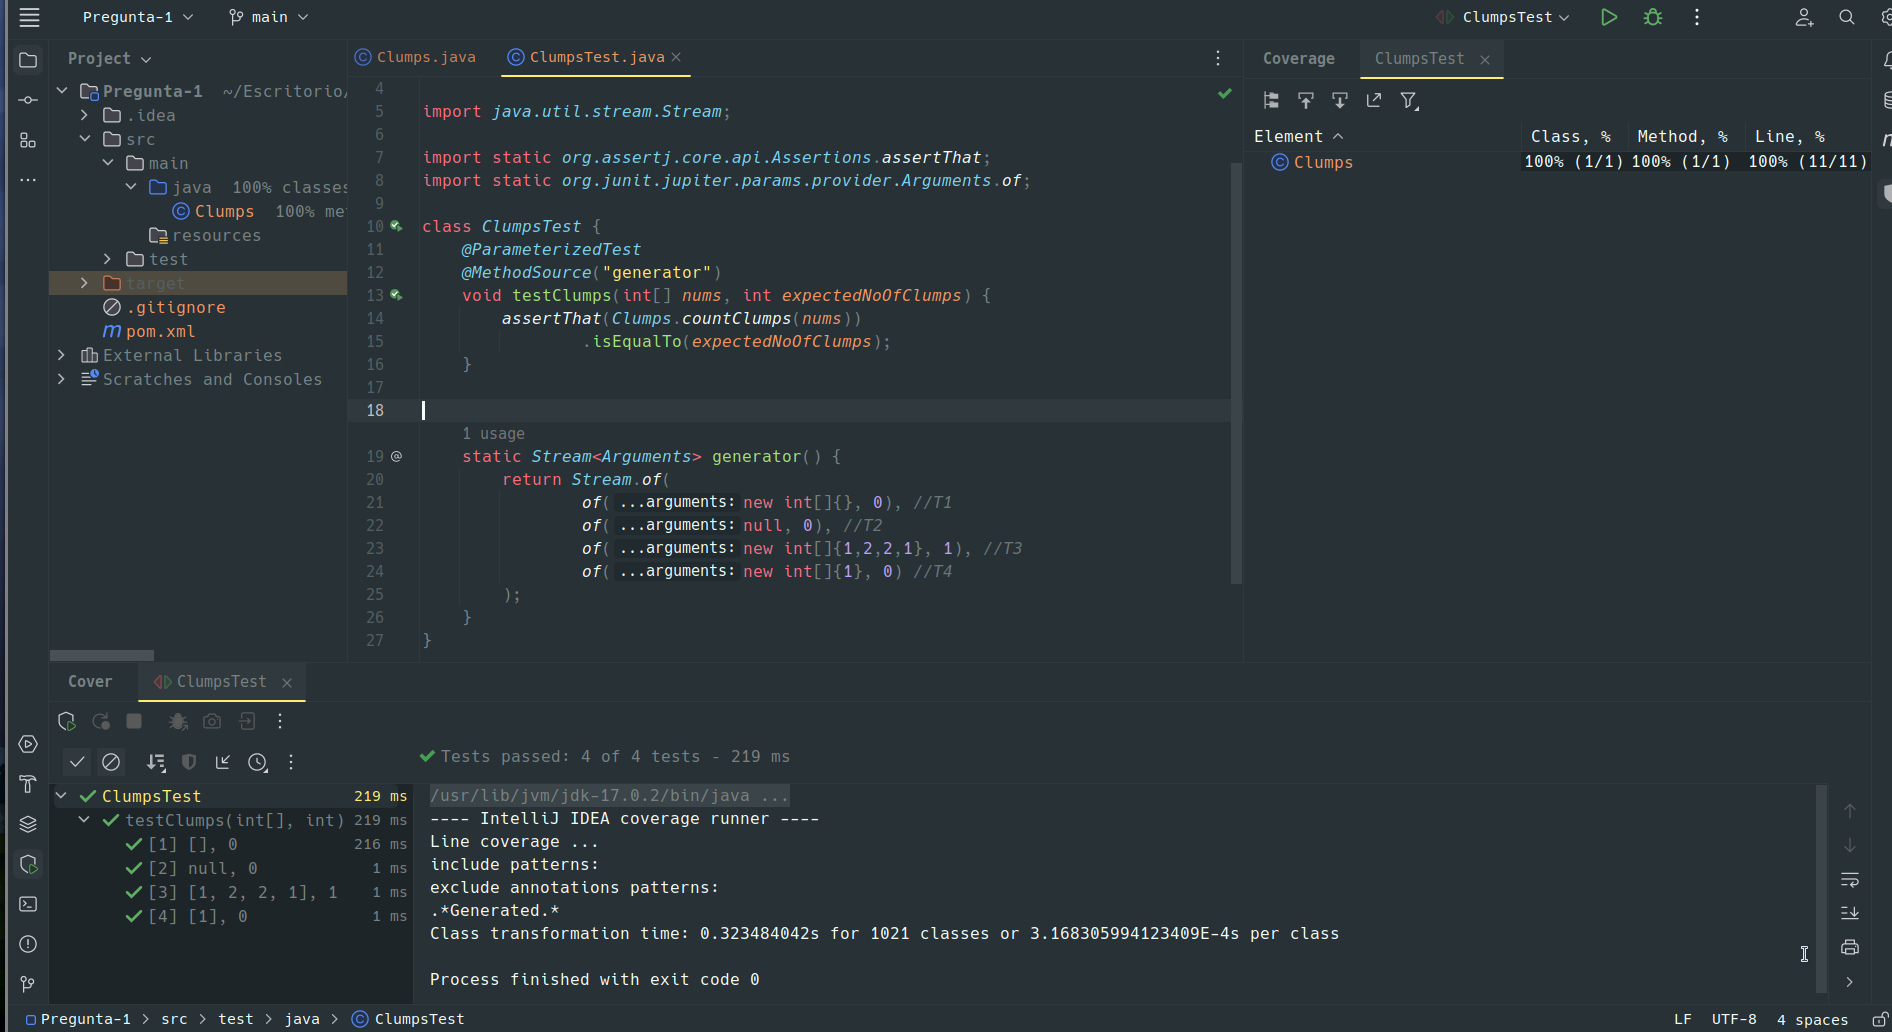 Pregunta-1
main
ClumpsTest
Project
Pregunta-1 ~/Escritorio/
.idea
src
main
java 100% classes
Clumps 100% me
resources
test
target
.gitignore
pom.xml
External Libraries
Scratches and Consoles
Clumps.java
ClumpsTest.java
4
5 import java.util.stream.Stream;
6
7 import static org.assertj.core.api.Assertions.assertThat;
8 import static org.junit.jupiter.params.provider.Arguments.of;
9
10 class ClumpsTest {
11 @ParameterizedTest
12 @MethodSource("generator")
13 void testClumps(int[] nums, int expectedNoOfClumps) {
14 assertThat(Clumps.countClumps(nums))
15 .isEqualTo(expectedNoOfClumps);
16 }
17
18
1 usage
19 @ static Stream<Arguments> generator() {
20 return Stream.of(
21 of( ...arguments: new int[]{}, 0), //T1
22 of( ...arguments: null, 0), //T2
23 of( ...arguments: new int[]{1,2,2,1}, 1), //T3
24 of( ...arguments: new int[]{1}, 0) //T4
25 );
26 }
27 }
Coverage
ClumpsTest
Element Class, % Method, % Line, %
Clumps 100% (1/1) 100% (1/1) 100% (11/11)
Cover
ClumpsTest
Tests passed: 4 of 4 tests - 219 ms
ClumpsTest 219 ms
testClumps(int[], int) 219 ms
[1] [], 0 216 ms
[2] null, 0 1 ms
[3] [1, 2, 2, 1], 1 1 ms
[4] [1], 0 1 ms
/usr/lib/jvm/jdk-17.0.2/bin/java ...
---- IntelliJ IDEA coverage runner ----
Line coverage ...
include patterns:
exclude annotations patterns:
.*Generated.*
Class transformation time: 0.323484042s for 1021 classes or 3.168305994123409E-4s per class
Process finished with exit code 0
Pregunta-1 > src > test > java > ClumpsTest
LF UTF-8 4 spaces